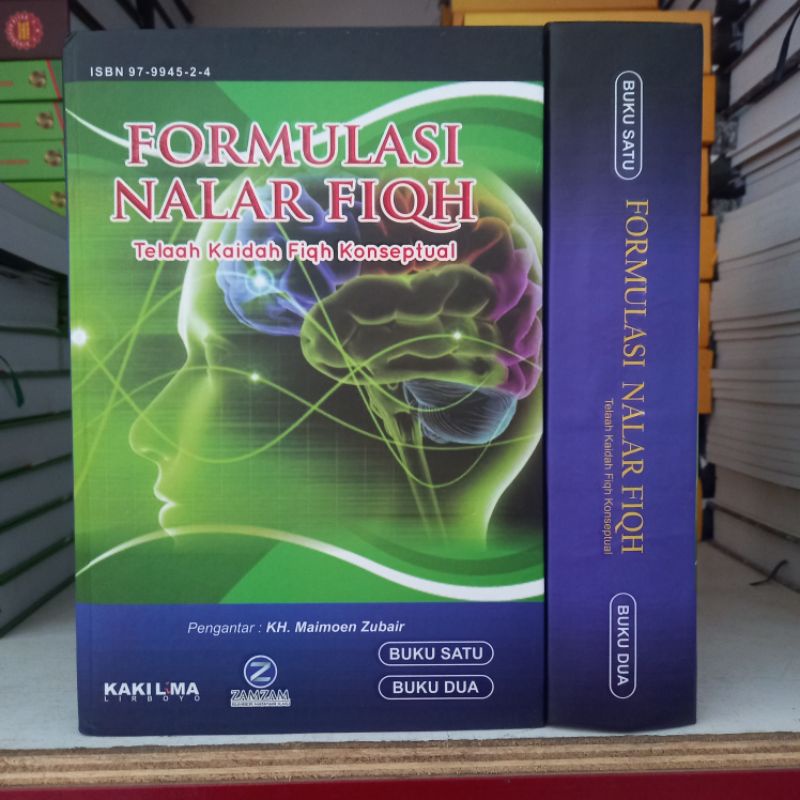 ISBN 97-9945-2-4
FORMULASI
NALAR FIQH
Telaah Kaidah Fiqh Konseptual
Pengantar : KH. Maimoen Zubair
BUKU SATU
BUKU DUA
KAKI LIMA
LIRBOYO
Z
ZAMZAM
BUKU SATU
FORMULASI NALAR FIQH
Telaah Kaidah Fiqh Konseptual
BUKU DUA